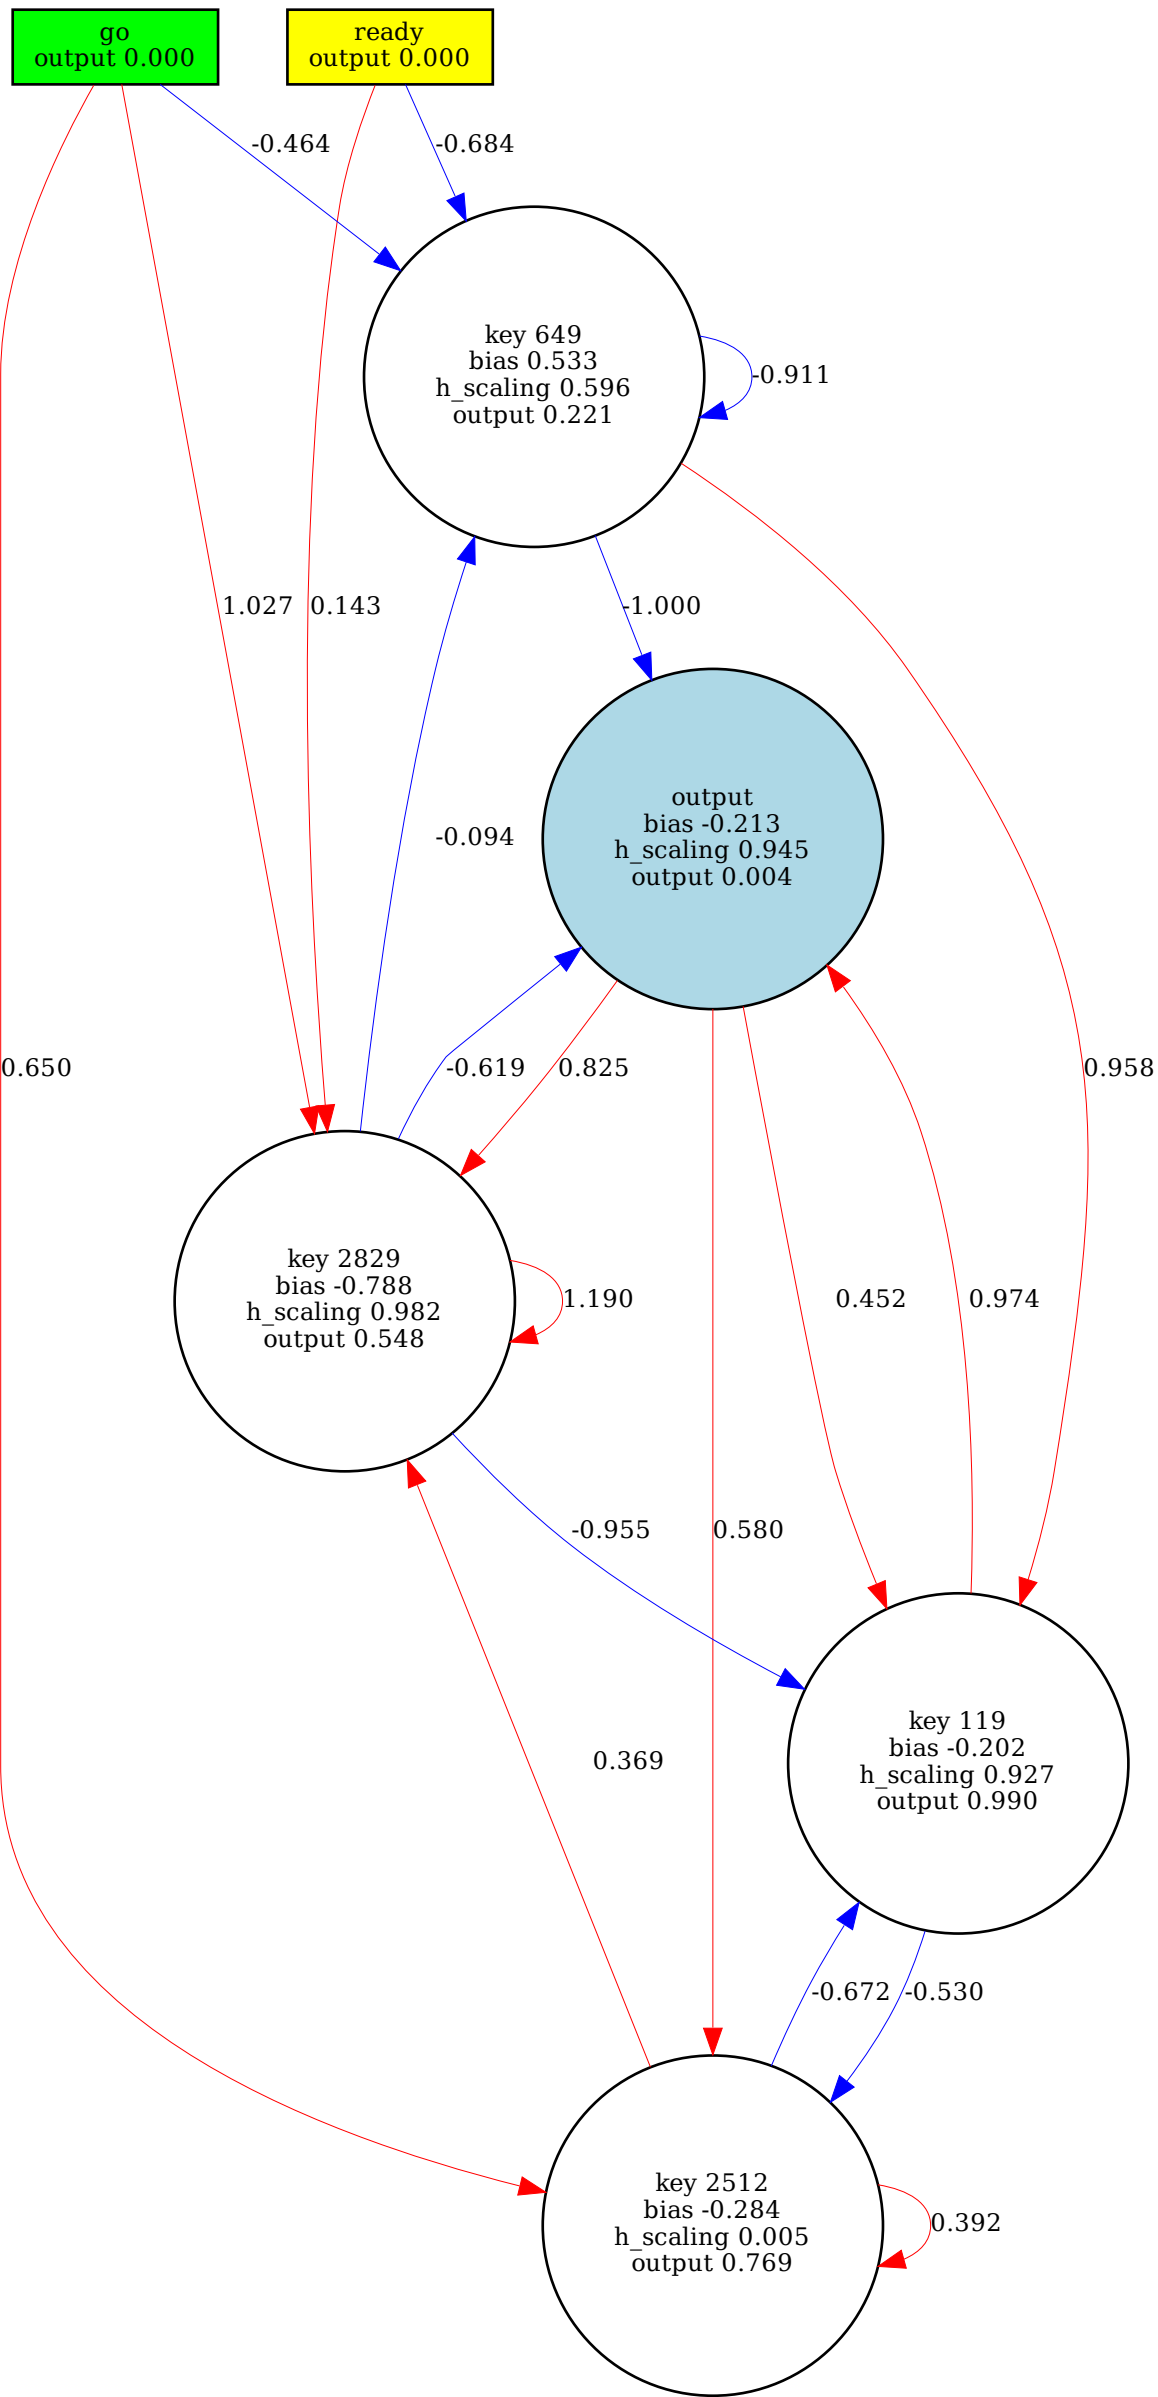 go
output 0.000
ready
output 0.000
-0.464
-0.684
key 649
bias 0.533
h_scaling 0.596
output 0.221
-0.911
1.027
0.143
-1.000
output
bias -0.213
h_scaling 0.945
output 0.004
-0.094
0.650
-0.619
0.825
0.958
key 2829
bias -0.788
h_scaling 0.982
output 0.548
1.190
0.452
0.974
-0.955
0.580
key 119
bias -0.202
h_scaling 0.927
output 0.990
0.369
-0.672
-0.530
key 2512
bias -0.284
h_scaling 0.005
output 0.769
0.392